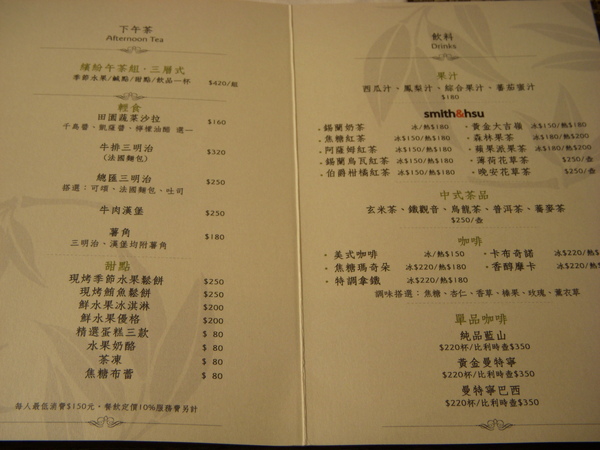 下午茶
Afternoon Tea
繽紛午茶組．三層式
季節水果/鹹點/甜點/飲品一杯 $420/組
輕食
田園蔬菜沙拉 $160
千島醬、凱薩醬、檸檬油醋 選一
牛排三明治 $320
(法國麵包)
總匯三明治 $250
搭選：可頌、法國麵包、吐司
牛肉漢堡 $250
薯角 $180
三明治、漢堡均附薯角
甜點
現烤季節水果鬆餅 $250
現烤鮪魚鬆餅 $250
鮮水果冰淇淋 $200
鮮水果優格 $200
精選蛋糕三款 $ 80
水果奶酪 $ 80
茶凍 $ 80
焦糖布蕾 $ 80
每人最低消費$150元，餐飲定價10%服務費另計
飲料
Drinks
果汁
西瓜汁、鳳梨汁、綜合果汁、番茄蜜汁
$180
smith&hsu
・錫蘭奶茶 冰/熱$180 ・黃金大吉嶺 冰$150/熱$180
・焦糖紅茶 冰$150/熱$180 ・森林果茶 冰$180/熱$200
・阿薩姆紅茶 冰$150/熱$180 ・蘋果派果茶 冰$180/熱$200
・錫蘭烏瓦紅茶 冰$150/熱$180 ・薄荷花草茶 $250/壺
・伯爵柑橘紅茶 冰$150/熱$180 ・晚安花草茶 $250/壺
中式茶品
玄米茶、鐵觀音、烏龍茶、普洱茶、蕎麥茶
$250/壺
咖啡
・美式咖啡 冰/熱$150 ・卡布奇諾 冰$220/熱$
・焦糖瑪奇朵 冰$220/熱$180 ・香醇摩卡 冰$220/熱$
・特調拿鐵 冰$220/熱$180
調味搭選：焦糖、杏仁、香草、榛果、玫瑰、薰衣草
單品咖啡
純品藍山
$220杯/比利時壺$350
黃金曼特寧
$220杯/比利時壺$350
曼特寧巴西
$220杯/比利時壺$350